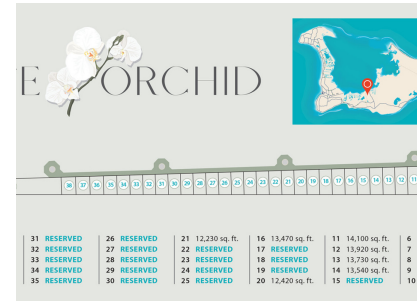 E ORCHID
38 37 36 35 34 33 32 31 30 29 28 27 26 25 24 23 22 21 20 19 18 17 16 15 14 13 12 11
31 RESERVED 26 RESERVED 21 12,230 sq. ft. 16 13,470 sq. ft. 11 14,100 sq. ft. 6
32 RESERVED 27 RESERVED 22 RESERVED 17 RESERVED 12 13,920 sq. ft. 7
33 RESERVED 28 RESERVED 23 RESERVED 18 RESERVED 13 13,730 sq. ft. 8
34 RESERVED 29 RESERVED 24 RESERVED 19 RESERVED 14 13,540 sq. ft. 9
35 RESERVED 30 RESERVED 25 RESERVED 20 12,420 sq. ft. 15 RESERVED 10